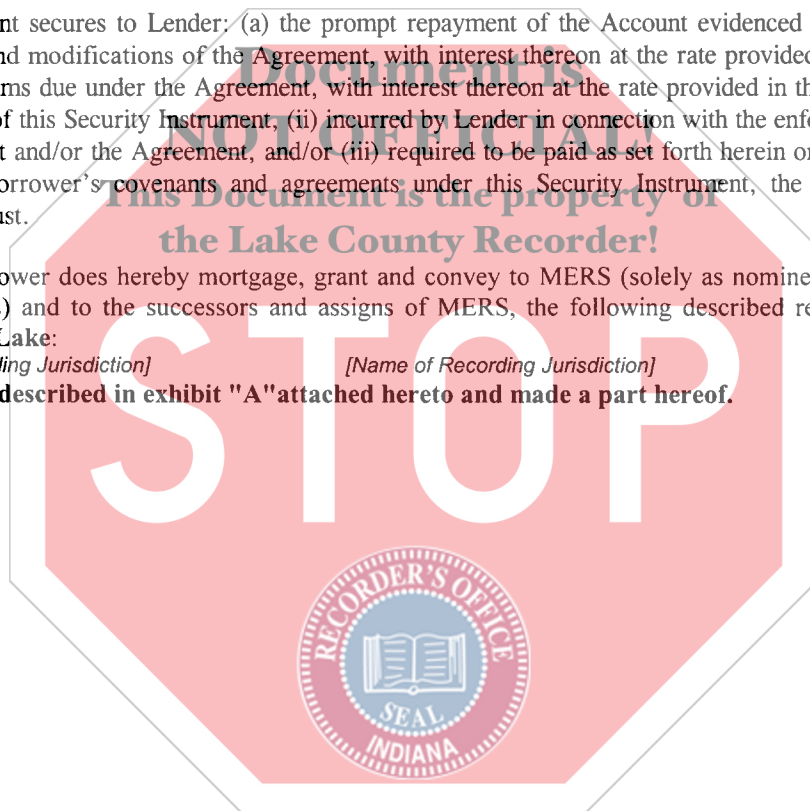 nt secures to Lender: (a) the prompt repayment of the Account evidenced
nd modifications of the Agreement, with interest thereon at the rate provided
Document is
ms due under the Agreement, with interest thereon at the rate provided in th
of this Security Instrument, (ii) incurred by Lender in connection with the enfo
NOT OFFICIAL!
t and/or the Agreement, and/or (iii) required to be paid as set forth herein or
orrower's covenants and agreements under this Security Instrument, the
This Document is the property of
ust.
the Lake County Recorder!
ower does hereby mortgage, grant and convey to MERS (solely as nomine
.) and to the successors and assigns of MERS, the following described re
Lake:
ling Jurisdiction] [Name of Recording Jurisdiction]
described in exhibit "A"attached hereto and made a part hereof.
STOP
RECORDER'S OFFICE
SEAL
INDIANA